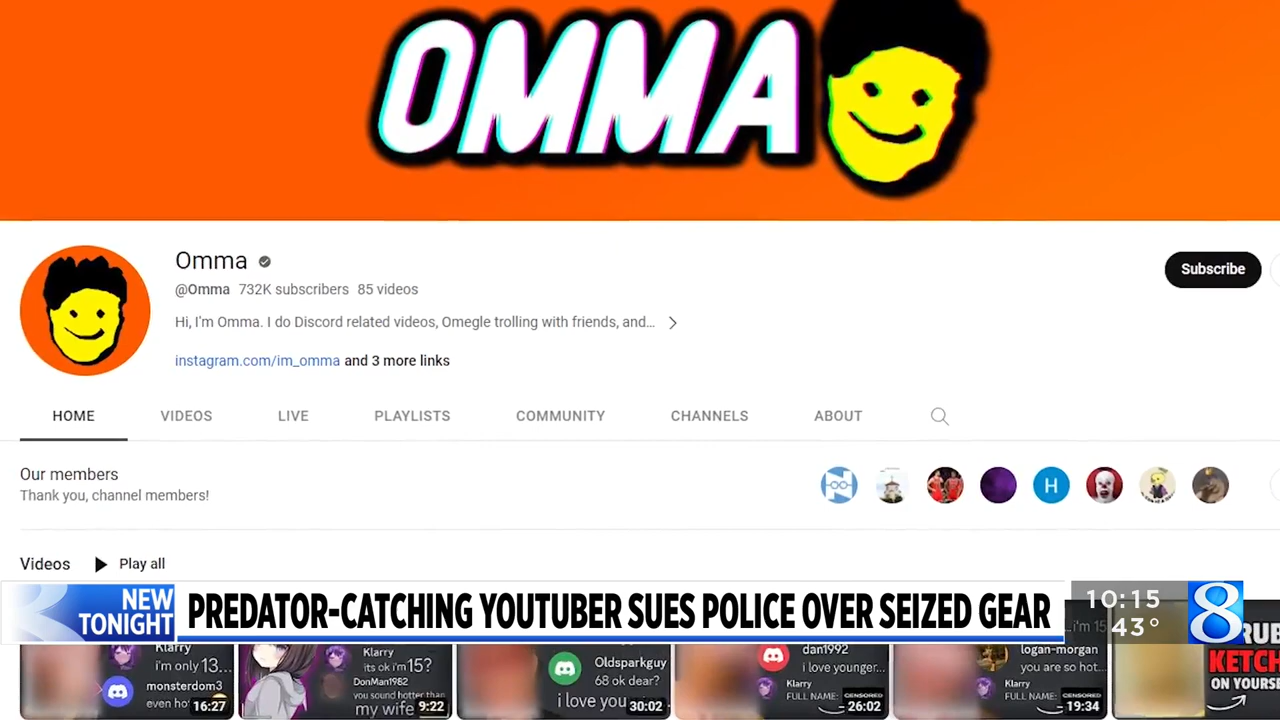 OMMA
Omma
@Omma 732K subscribers 85 videos
Subscribe
Hi, I'm Omma. I do Discord related videos, Omegle trolling with friends, and...
instagram.com/im_omma and 3 more links
HOME VIDEOS LIVE PLAYLISTS COMMUNITY CHANNELS ABOUT
Our members
Thank you, channel members!
H
Videos Play all
NEW
TONIGHT
PREDATOR-CATCHING YOUTUBER SUES POLICE OVER SEIZED GEAR
10:15
43°
8
Klarry
i'm only 13...
monsterdom3
even ho
16:27
Klarry
its ok i'm 15?
DonMan1982
you sound hotter than
my wife
9:22
Oldsparkguy
68 ok dear?
i love you
30:02
dan1992
i love younger...
Klarry
FULL NAME: CENSORED
26:02
...i'm 15
logan-morgan
you are so hot...
Klarry
FULL NAME: CENSORED
19:34
RUB
KETCH
ON YOURSE